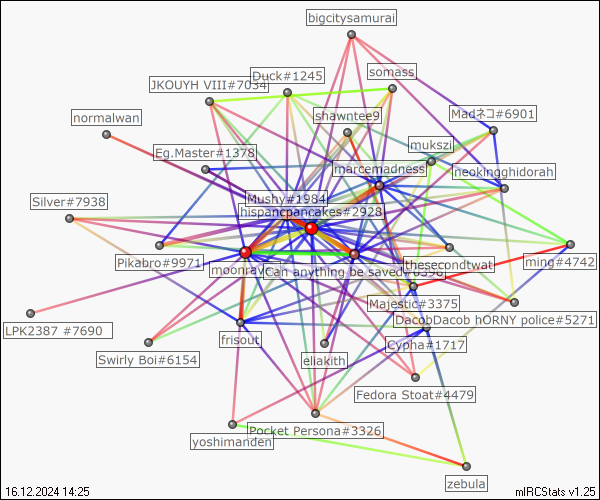 bigcitysamurai
somass
Duck#1245
JKOUYH VIII#7034
Madネコ#6901
shawntee9
normalwan
mukszi
Eg.Master#1378
marcemadness
neokingghidorah
Mushy#1984
Silver#7938
hispancpancakes#2928
Pikabro#9971
ming#4742
thesecondtwat
Can anything be saved?
Majestic#3375
DacobDacob hORNY police#5271
LPK2387 #7690
frisout
Cypha#1717
Swirly Boi#6154
eliakith
Fedora Stoat#4479
Pocket Persona#3326
yoshimanden
zebula
16.12.2024 14:25
mIRCStats v1.25